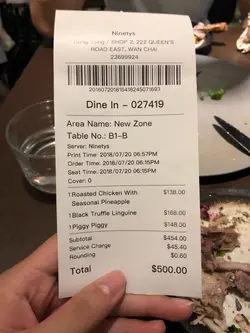 Ninetys
SHOP 2, 222 QUEEN'S
ROAD EAST, WAN CHAI
23699924
Dine In - 027419
Area Name: New Zone
Table No.: B1-B
Server: Ninetys
Print Time: 2018/07/20 06:57PM
Order Time: 2018/07/20 06:15PM
Seat Time: 2018/07/20 06:15PM
Cover: 0
1 Roasted Chicken With $138.00
Seasonal Pineapple
1 Black Truffle Linguine $168.00
1 Piggy Piggy $148.00
Subtotal $454.00
Service Charge $45.40
Rounding $0.60
Total $500.00